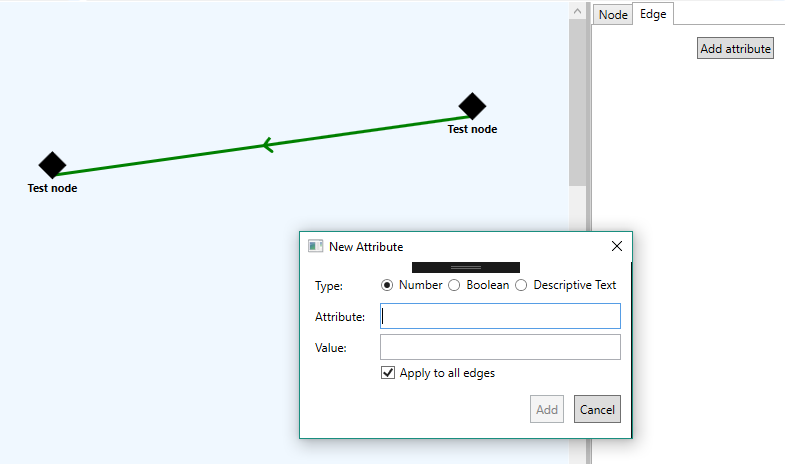 Node Edge
Add attribute
Test node
Test node
New Attribute
Type: Number Boolean Descriptive Text
Attribute:
Value:
Apply to all edges
Add Cancel